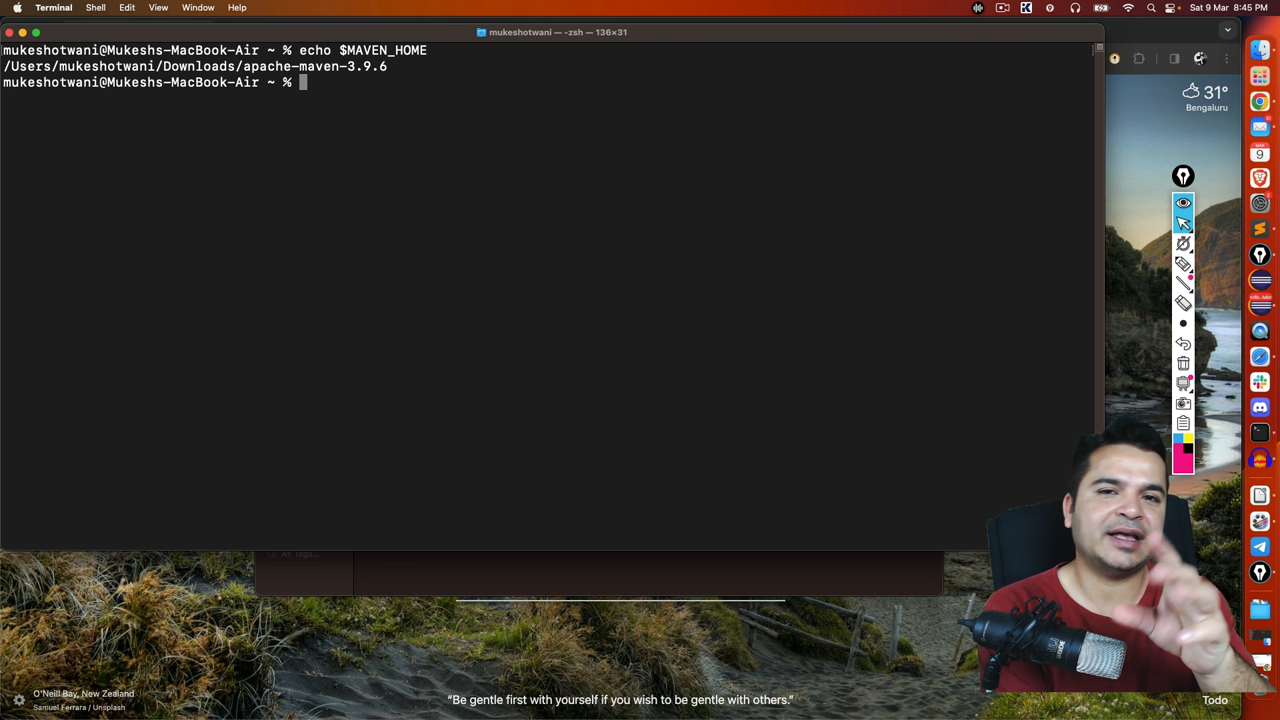 Terminal Shell Edit View Window Help
Sat 9 Mar 8:45 PM
mukeshotwani — -zsh — 136×31
mukeshotwani@Mukeshs-MacBook-Air ~ % echo $MAVEN_HOME
/Users/mukeshotwani/Downloads/apache-maven-3.9.6
mukeshotwani@Mukeshs-MacBook-Air ~ %
31°
Bengaluru
9
All tags...
O'Neill Bay, New Zealand
Samuel Ferrara / Unsplash
“Be gentle first with yourself if you wish to be gentle with others.”
Todo